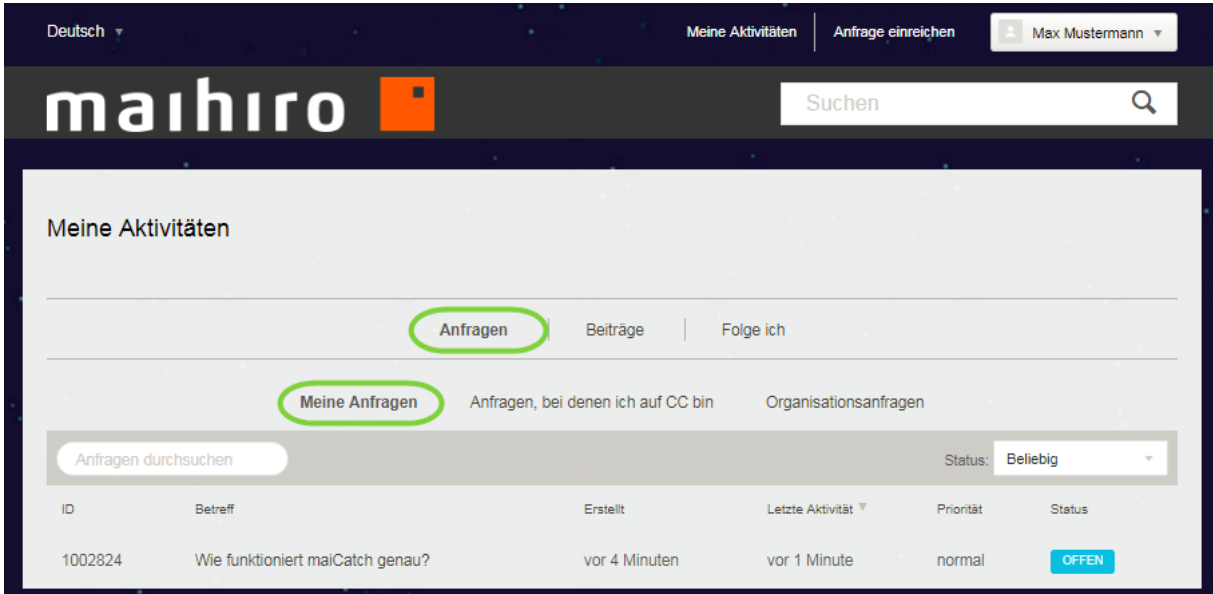 Deutsch Meine Aktivitäten Anfrage einreichen Max Mustermann
maihiro Suchen
Meine Aktivitäten
Anfragen Beiträge Folge ich
Meine Anfragen Anfragen, bei denen ich auf CC bin Organisationsanfragen
Anfragen durchsuchen Status: Beliebig
ID Betreff Erstellt Letzte Aktivität Priorität Status
1002824 Wie funktioniert maiCatch genau? vor 4 Minuten vor 1 Minute normal OFFEN